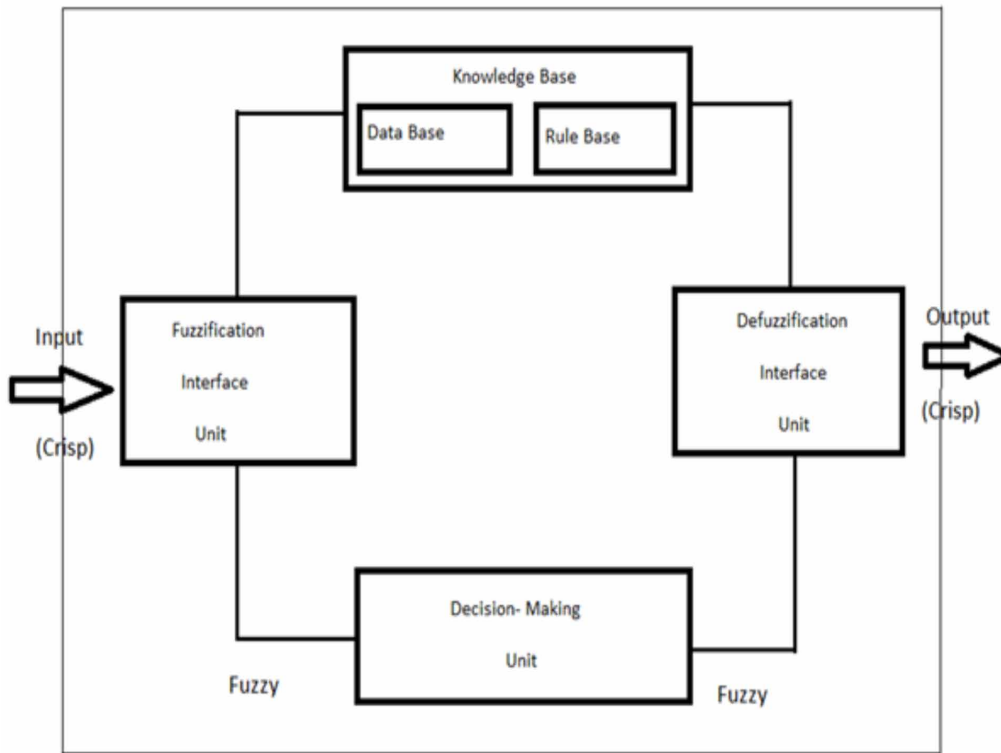 Knowledge Base
Data Base
Rule Base
Input
(Crisp)
Fuzzification
Interface
Unit
Defuzzification
Interface
Unit
Output
(Crisp)
Decision- Making
Unit
Fuzzy
Fuzzy